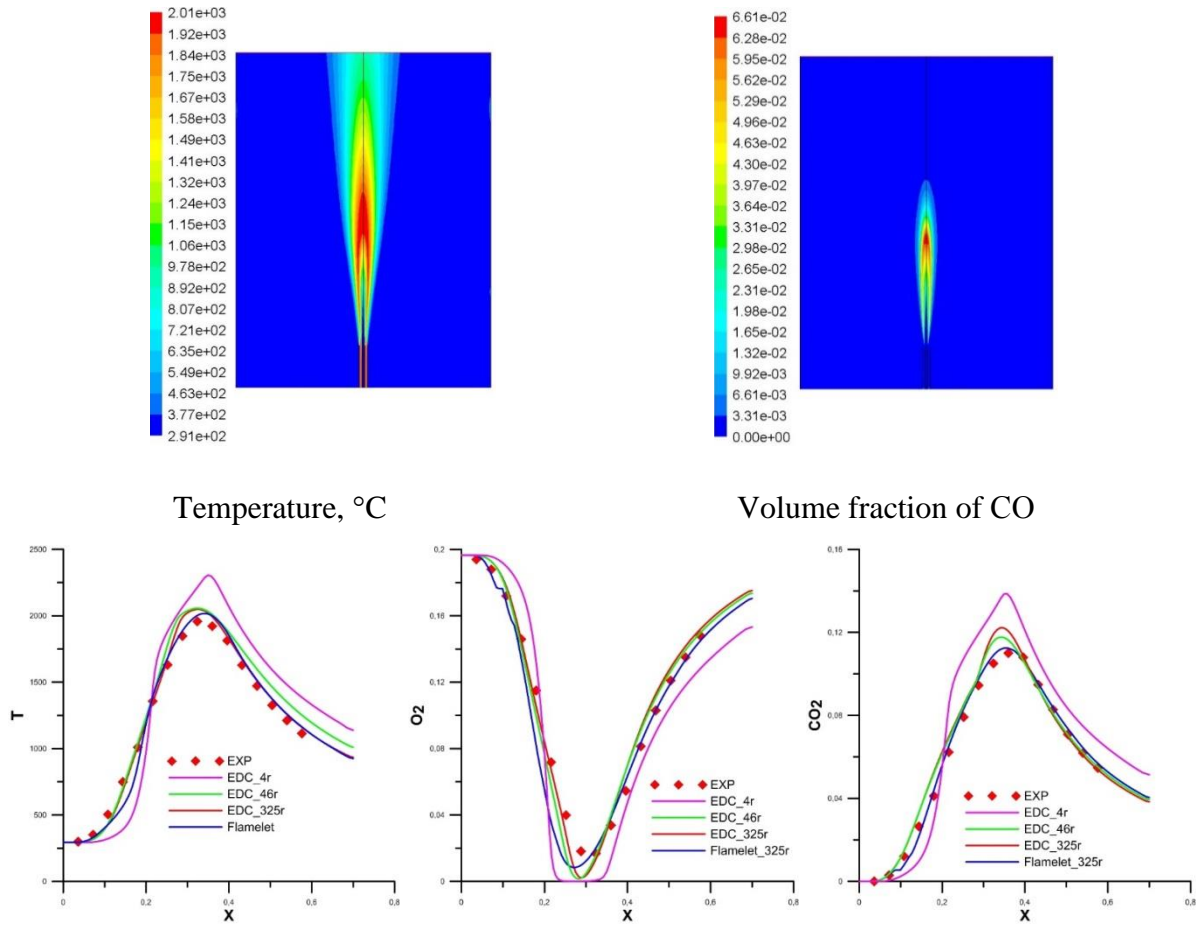 2.01e+03
1.92e+03
1.84e+03
1.75e+03
1.67e+03
1.58e+03
1.49e+03
1.41e+03
1.32e+03
1.24e+03
1.15e+03
1.06e+03
9.78e+02
8.93e+02
8.07e+02
7.21e+02
6.35e+02
5.49e+02
4.63e+02
3.77e+02
2.91e+02
6.61e-02
6.28e-02
5.95e-02
5.62e-02
5.29e-02
4.96e-02
4.63e-02
4.30e-02
3.97e-02
3.64e-02
3.31e-02
2.98e-02
2.65e-02
2.31e-02
1.98e-02
1.65e-02
1.32e-02
9.92e-03
6.61e-03
3.31e-03
0.00e+00
Temperature, °C
Volume fraction of CO
2500
2000
1500
1000
500
0
T
0
0,2
0,4
0,6
0,8
X
EXP
EDC_4r
EDC_46r
EDC_325r
Flamelet
0,2
0,16
0,12
0,08
0,04
0
O2
0
0,2
0,4
0,6
0,8
X
EXP
EDC_4r
EDC_46r
EDC_325r
Flamelet_325r
0,16
0,12
0,08
0,04
0
CO2
0
0,2
0,4
0,6
0,8
X
EXP
EDC_4r
EDC_46r
EDC_325r
Flamelet_325r